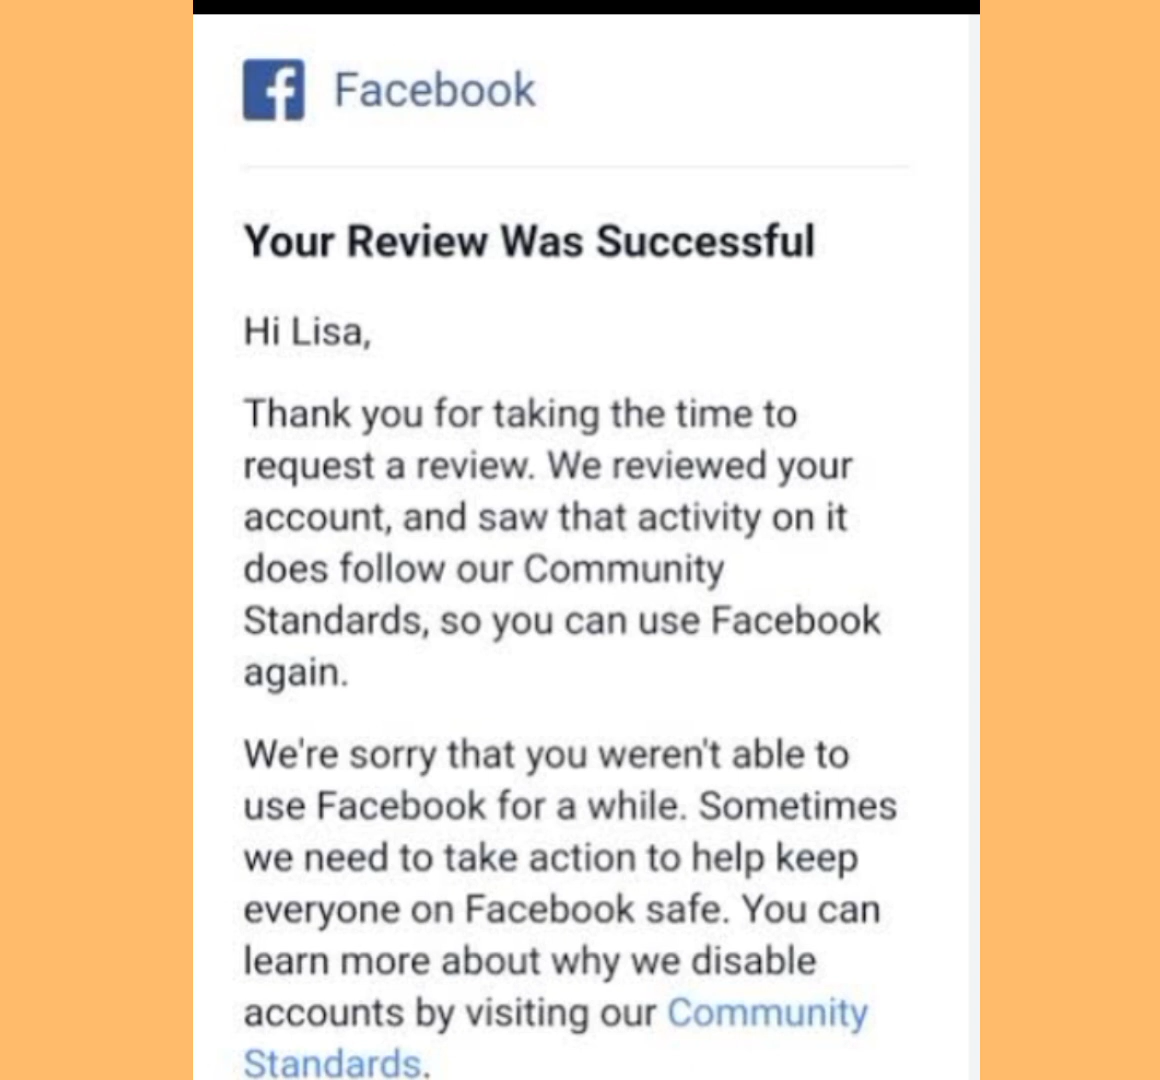 Facebook
Your Review Was Successful
Hi Lisa,
Thank you for taking the time to
request a review. We reviewed your
account, and saw that activity on it
does follow our Community
Standards, so you can use Facebook
again.
We're sorry that you weren't able to
use Facebook for a while. Sometimes
we need to take action to help keep
everyone on Facebook safe. You can
learn more about why we disable
accounts by visiting our Community
Standards.